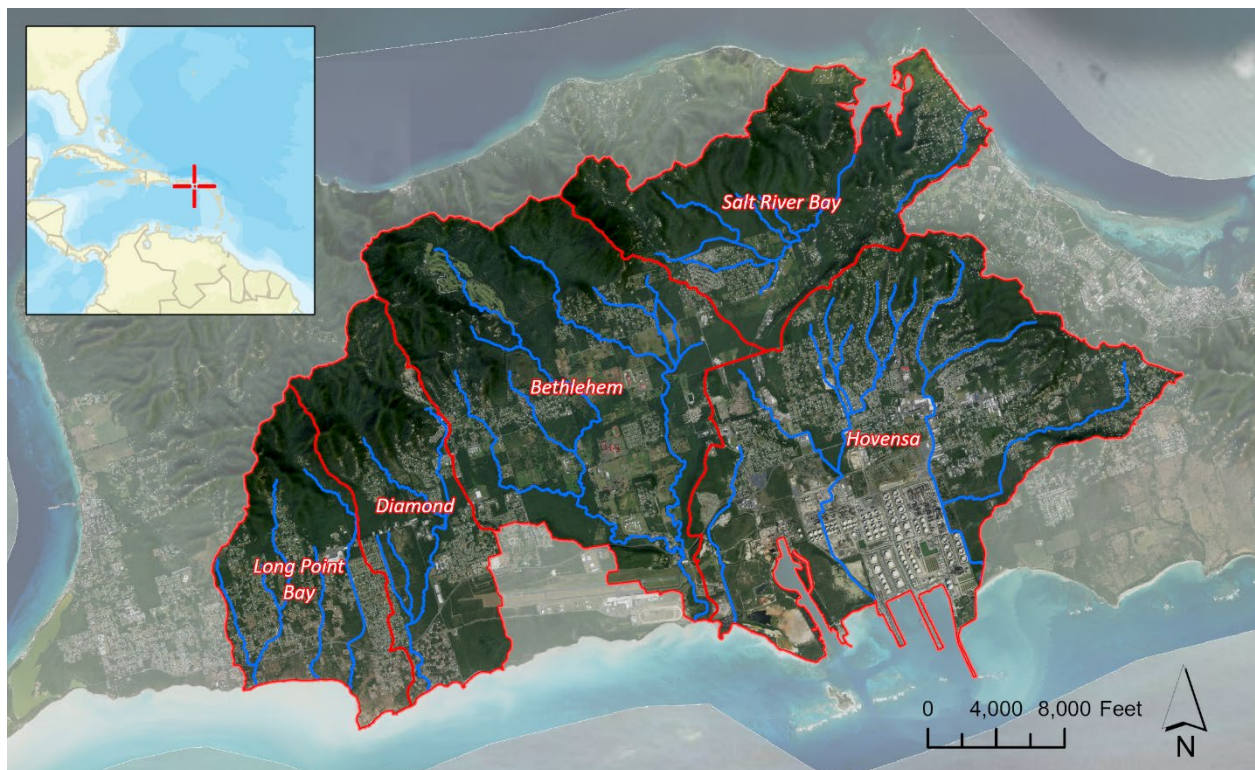 Salt River Bay
Bethlehem
Hovensa
Diamond
Long Point
Bay
0 4,000 8,000 Feet
N